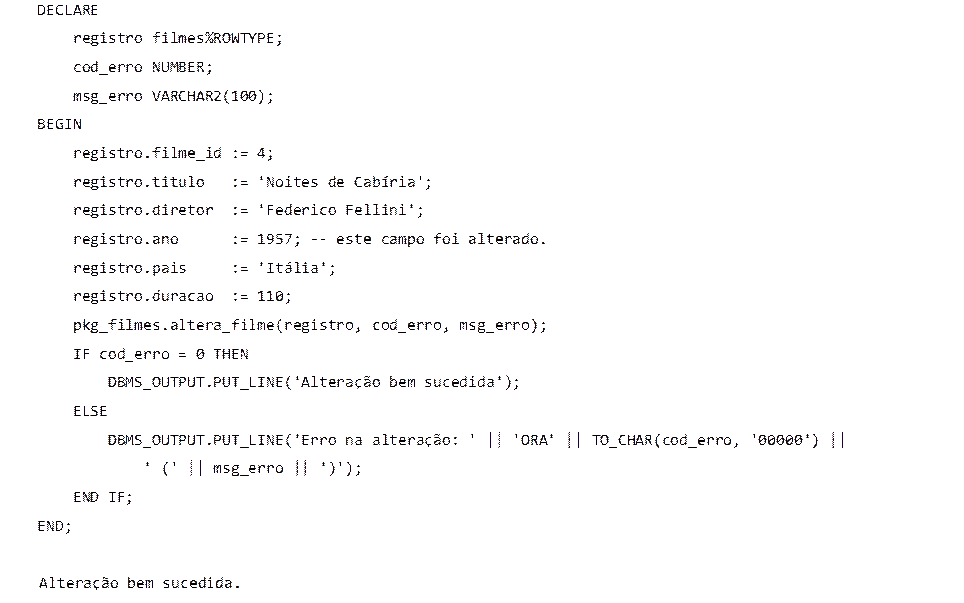 DECLARE
    registro filmes%ROWTYPE;
    cod_erro NUMBER;
    msg_erro VARCHAR2(100);
BEGIN
    registro.filme_id := 4;
    registro.titulo   := 'Noites de Cabíria';
    registro.diretor  := 'Federico Fellini';
    registro.ano      := 1957; -- este campo foi alterado.
    registro.pais     := 'Itália';
    registro.duracao  := 110;
    pkg_filmes.altera_filme(registro, cod_erro, msg_erro);
    IF cod_erro = 0 THEN
        DBMS_OUTPUT.PUT_LINE('Alteração bem sucedida');
    ELSE
        DBMS_OUTPUT.PUT_LINE('Erro na alteração: ' || 'ORA' || TO_CHAR(cod_erro, '00000') ||
            ' (' || msg_erro || ')');
    END IF;
END;

Alteração bem sucedida.